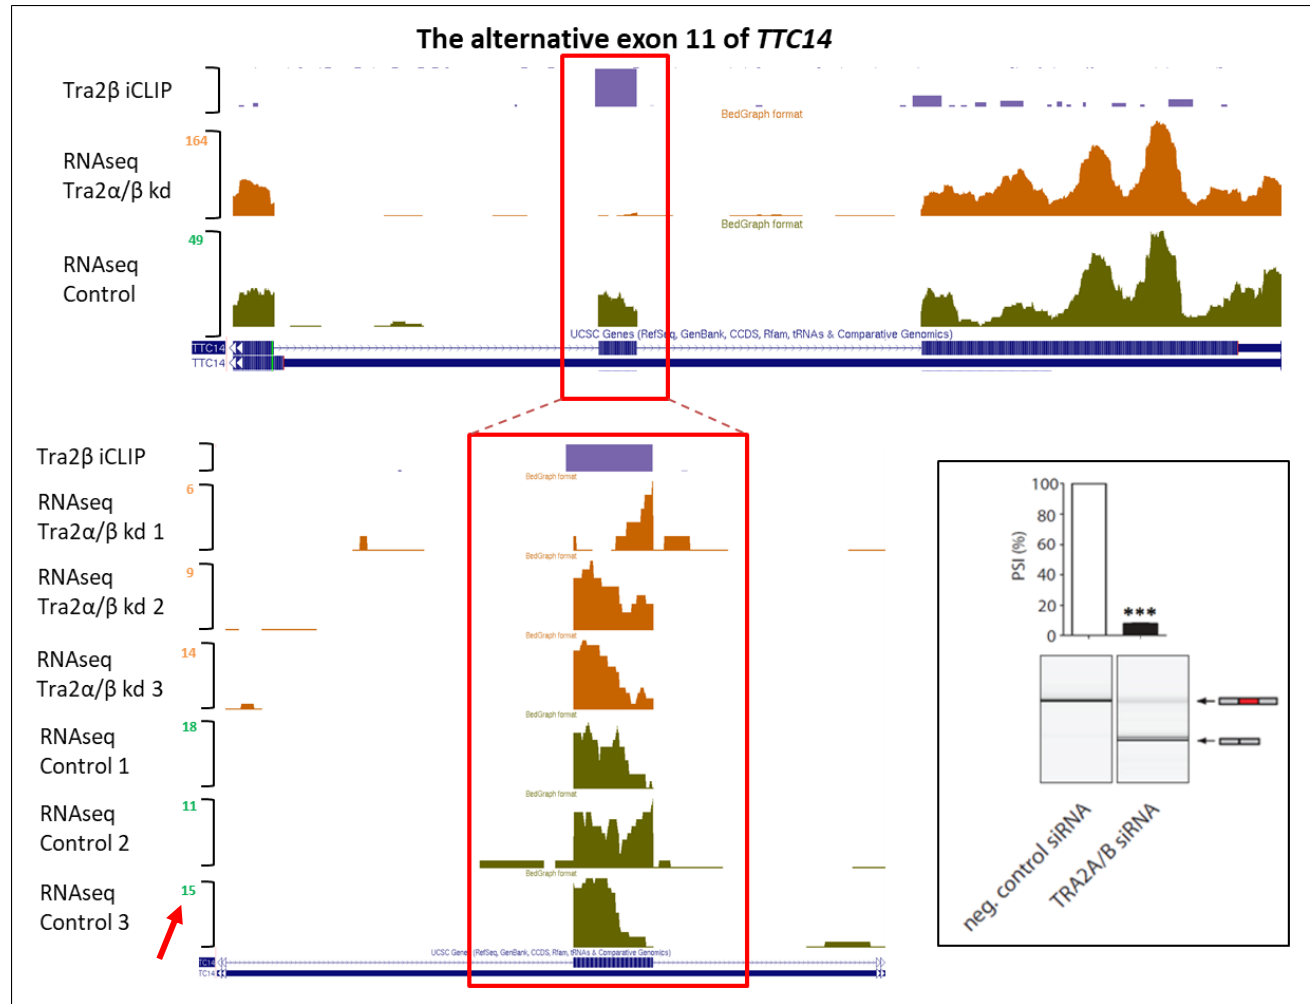 The alternative exon 11 of TTC14
Tra2β iCLIP
BedGraph format
164
RNAseq
Tra2α/β kd
BedGraph format
49
RNAseq
Control
UCSC Genes (RefSeq, GenBank, CCDS, Rfam, tRNAs & Comparative Genomics)
TTC14
TTC14
Tra2β iCLIP
BedGraph format
6
RNAseq
Tra2α/β kd 1
BedGraph format
9
RNAseq
Tra2α/β kd 2
BedGraph format
14
RNAseq
Tra2α/β kd 3
BedGraph format
18
RNAseq
Control 1
BedGraph format
11
RNAseq
Control 2
BedGraph format
15
RNAseq
Control 3
UCSC Genes (RefSeq, GenBank, CCDS, Rfam, tRNAs & Comparative Genomics)
TC14
TC14
100
80
60
40
20
0
PSI (%)
***
neg. control siRNA
TRA2A/B siRNA